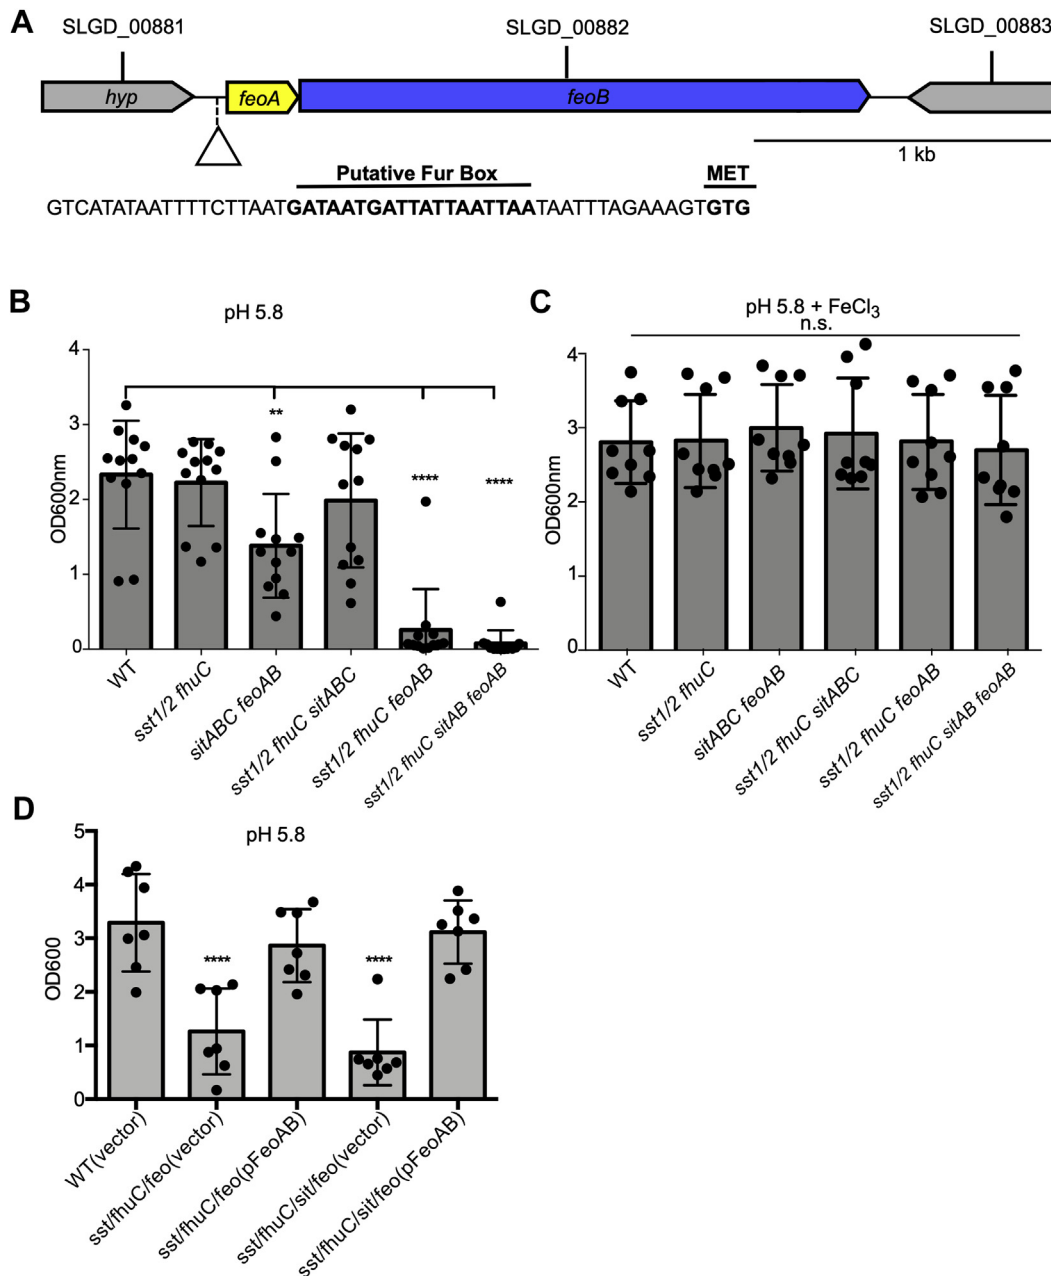 A
SLGD_00881
SLGD_00882
SLGD_00883
hyp
feoA
feoB
1 kb
Putative Fur Box
MET
GTCATATAATTTTCTTAATGATAATGATTATTAATTAATAATTTAGAAAGTGTG
B
pH 5.8
4
3
2
1
0
OD600nm
**
****
****
WT
sst1/2 fhuC
sitABC feoAB
sst1/2 fhuC sitABC
sst1/2 fhuC feoAB
sst1/2 fhuC sitAB feoAB
C
pH 5.8 + FeCl3
n.s.
4
3
2
1
0
OD600nm
WT
sst1/2 fhuC
sitABC feoAB
sst1/2 fhuC sitABC
sst1/2 fhuC feoAB
sst1/2 fhuC sitAB feoAB
D
pH 5.8
5
4
3
2
1
0
OD600
****
****
WT(vector)
sst/fhuC/feo(vector)
sst/fhuC/feo(pFeoAB)
sst/fhuC/sit/feo(vector)
sst/fhuC/sit/feo(pFeoAB)